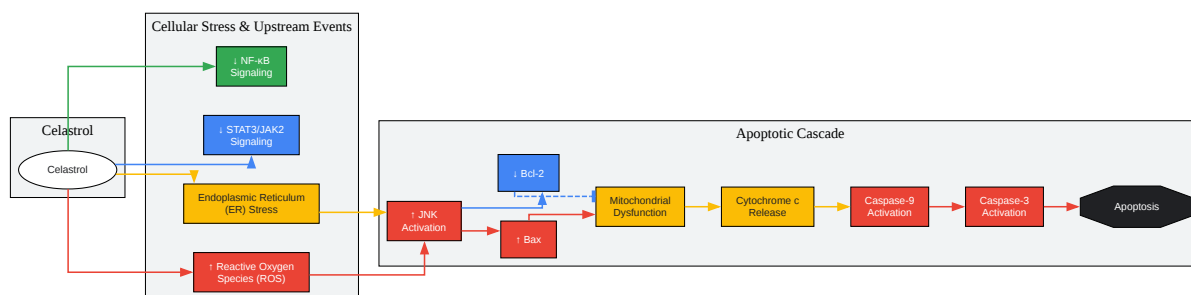 Cellular Stress & Upstream Events
↓ NF-κB
Signaling
Celastrol
Celastrol
↓ STAT3/JAK2
Signaling
Endoplasmic Reticulum
(ER) Stress
↑ Reactive Oxygen
Species (ROS)
Apoptotic Cascade
↑ JNK
Activation
↓ Bcl-2
↑ Bax
Mitochondrial
Dysfunction
Cytochrome c
Release
Caspase-9
Activation
Caspase-3
Activation
Apoptosis